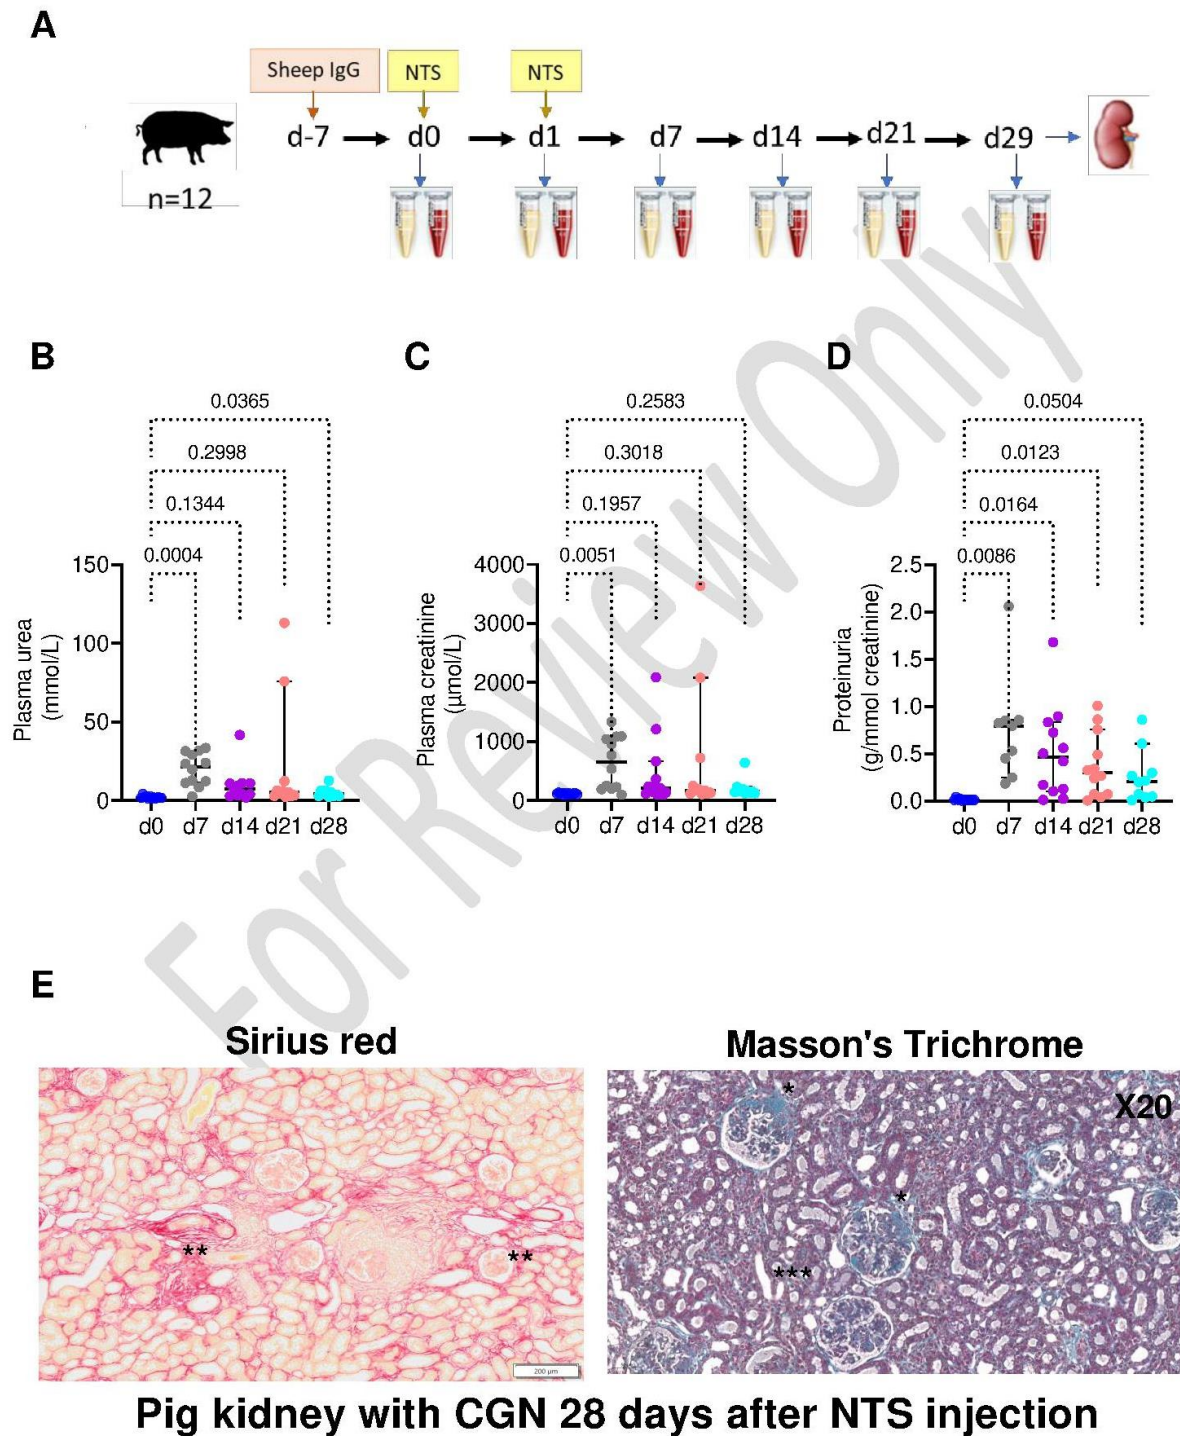 A
Sheep IgG
NTS
NTS
d-7
d0
d1
d7
d14
d21
d29
n=12
For Review Only
B
0.0365
0.2998
0.1344
0.0004
150
100
50
0
Plasma urea
(mmol/L)
d0 d7 d14 d21 d28
C
0.2583
0.3018
0.1957
0.0051
4000
3000
2000
1000
0
Plasma creatinine
(µmol/L)
d0 d7 d14 d21 d28
D
0.0504
0.0123
0.0164
0.0086
2.5
2.0
1.5
1.0
0.5
0.0
Proteinuria
(g/mmol creatinine)
d0 d7 d14 d21 d28
E
Sirius red
**
**
200 µm
Masson's Trichrome
X20
*
*
***
Pig kidney with CGN 28 days after NTS injection